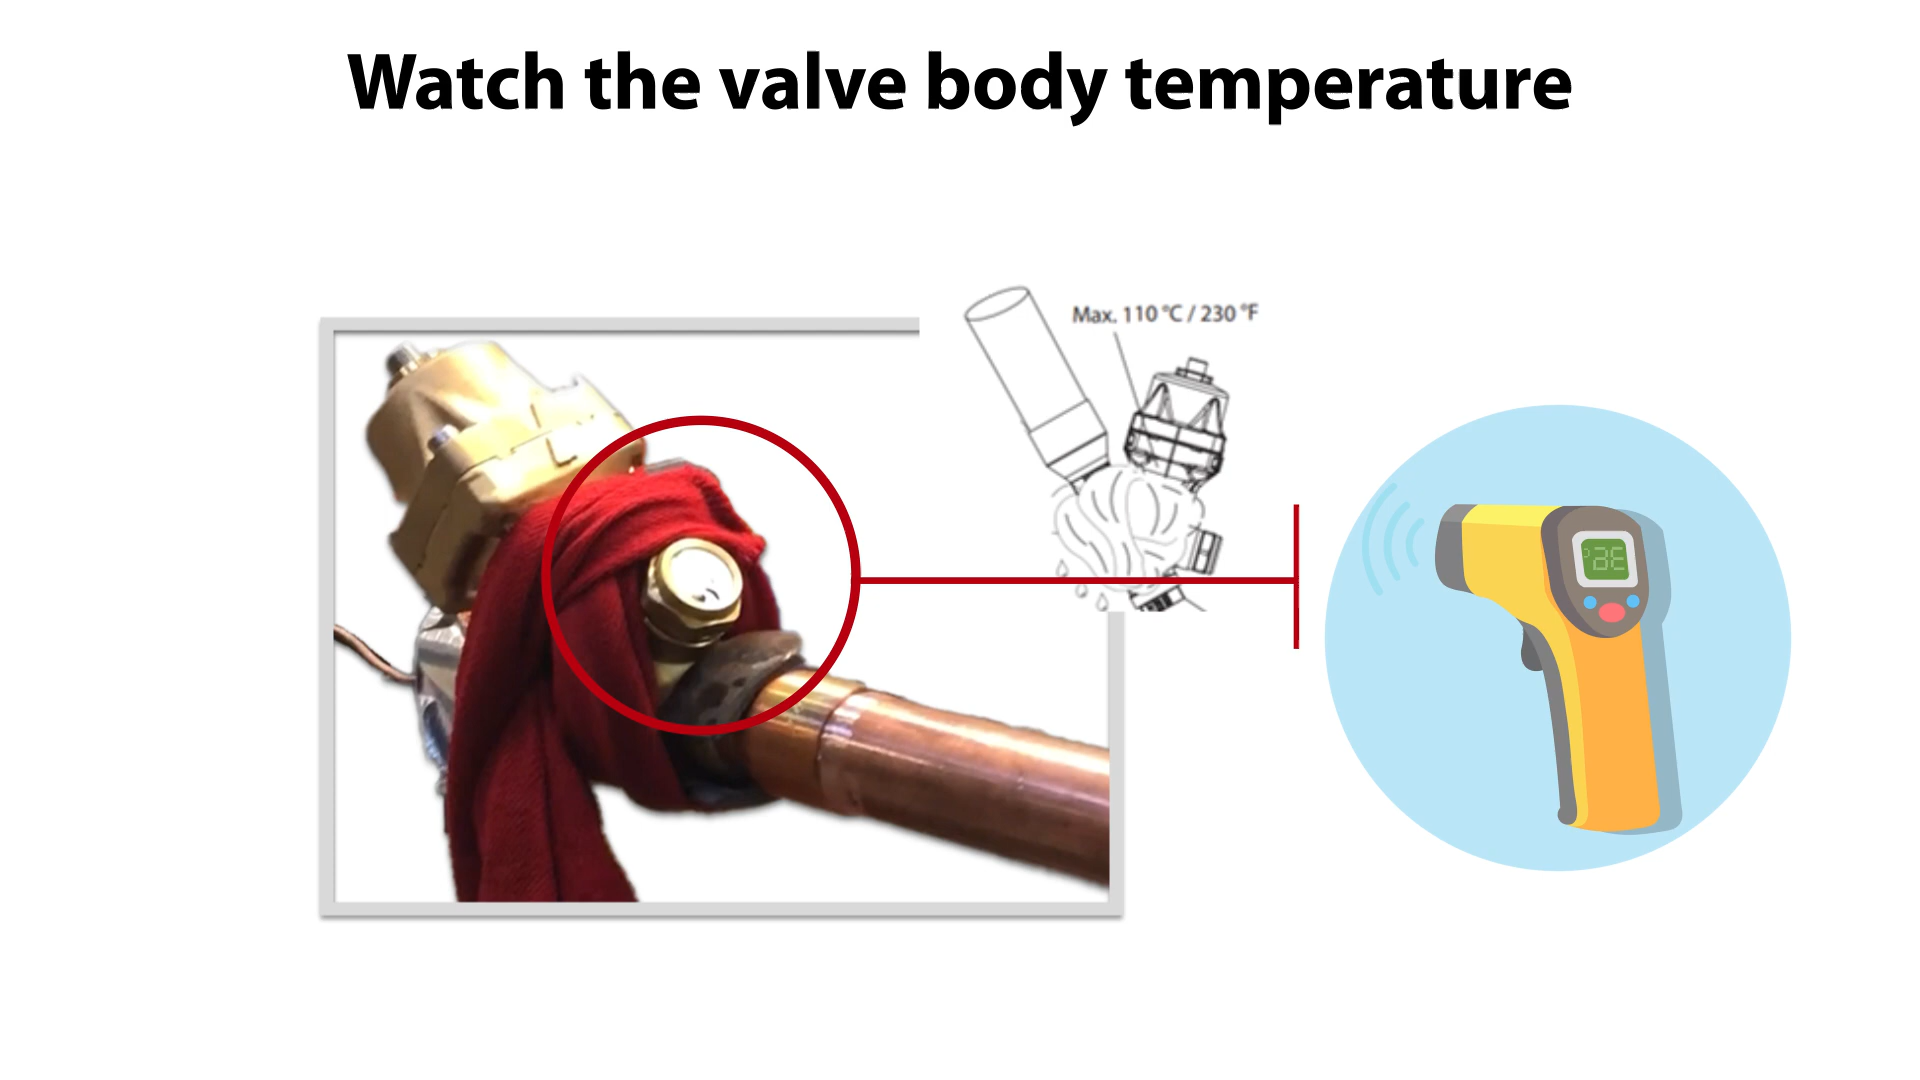 Watch the valve body temperature
Max. 110 °C / 230 °F